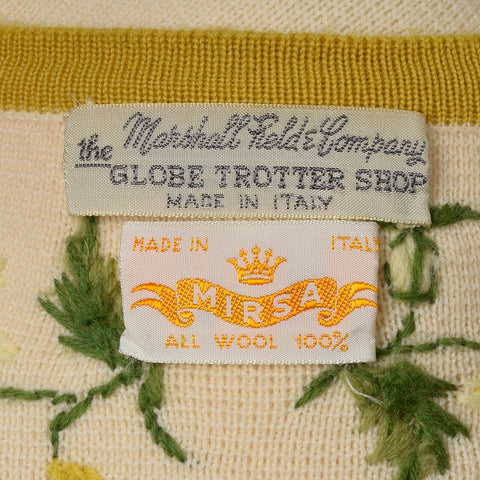 Marshall Field & Company
the GLOBE TROTTER SHOP
MADE IN ITALY
MADE IN ITALY
MIRSA
ALL WOOL 100%